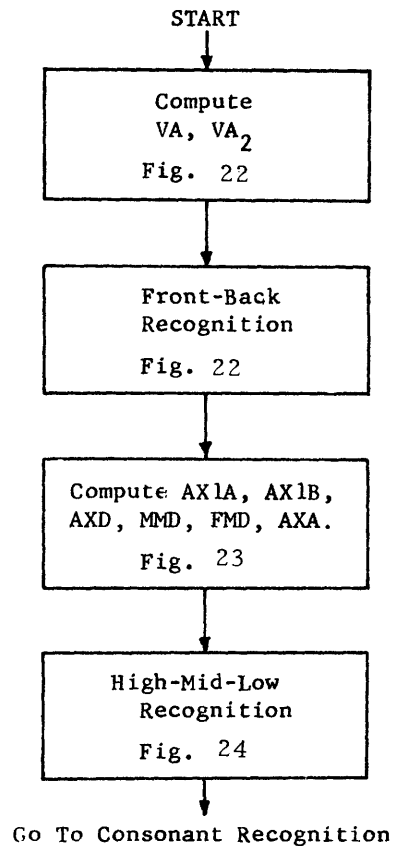 START
Compute
VA, VA₂
Fig. 22
Front-Back
Recognition
Fig. 22
Compute AX1A, AX1B,
AXD, MMD, FMD, AXA.
Fig. 23
High-Mid-Low
Recognition
Fig. 24
Go To Consonant Recognition